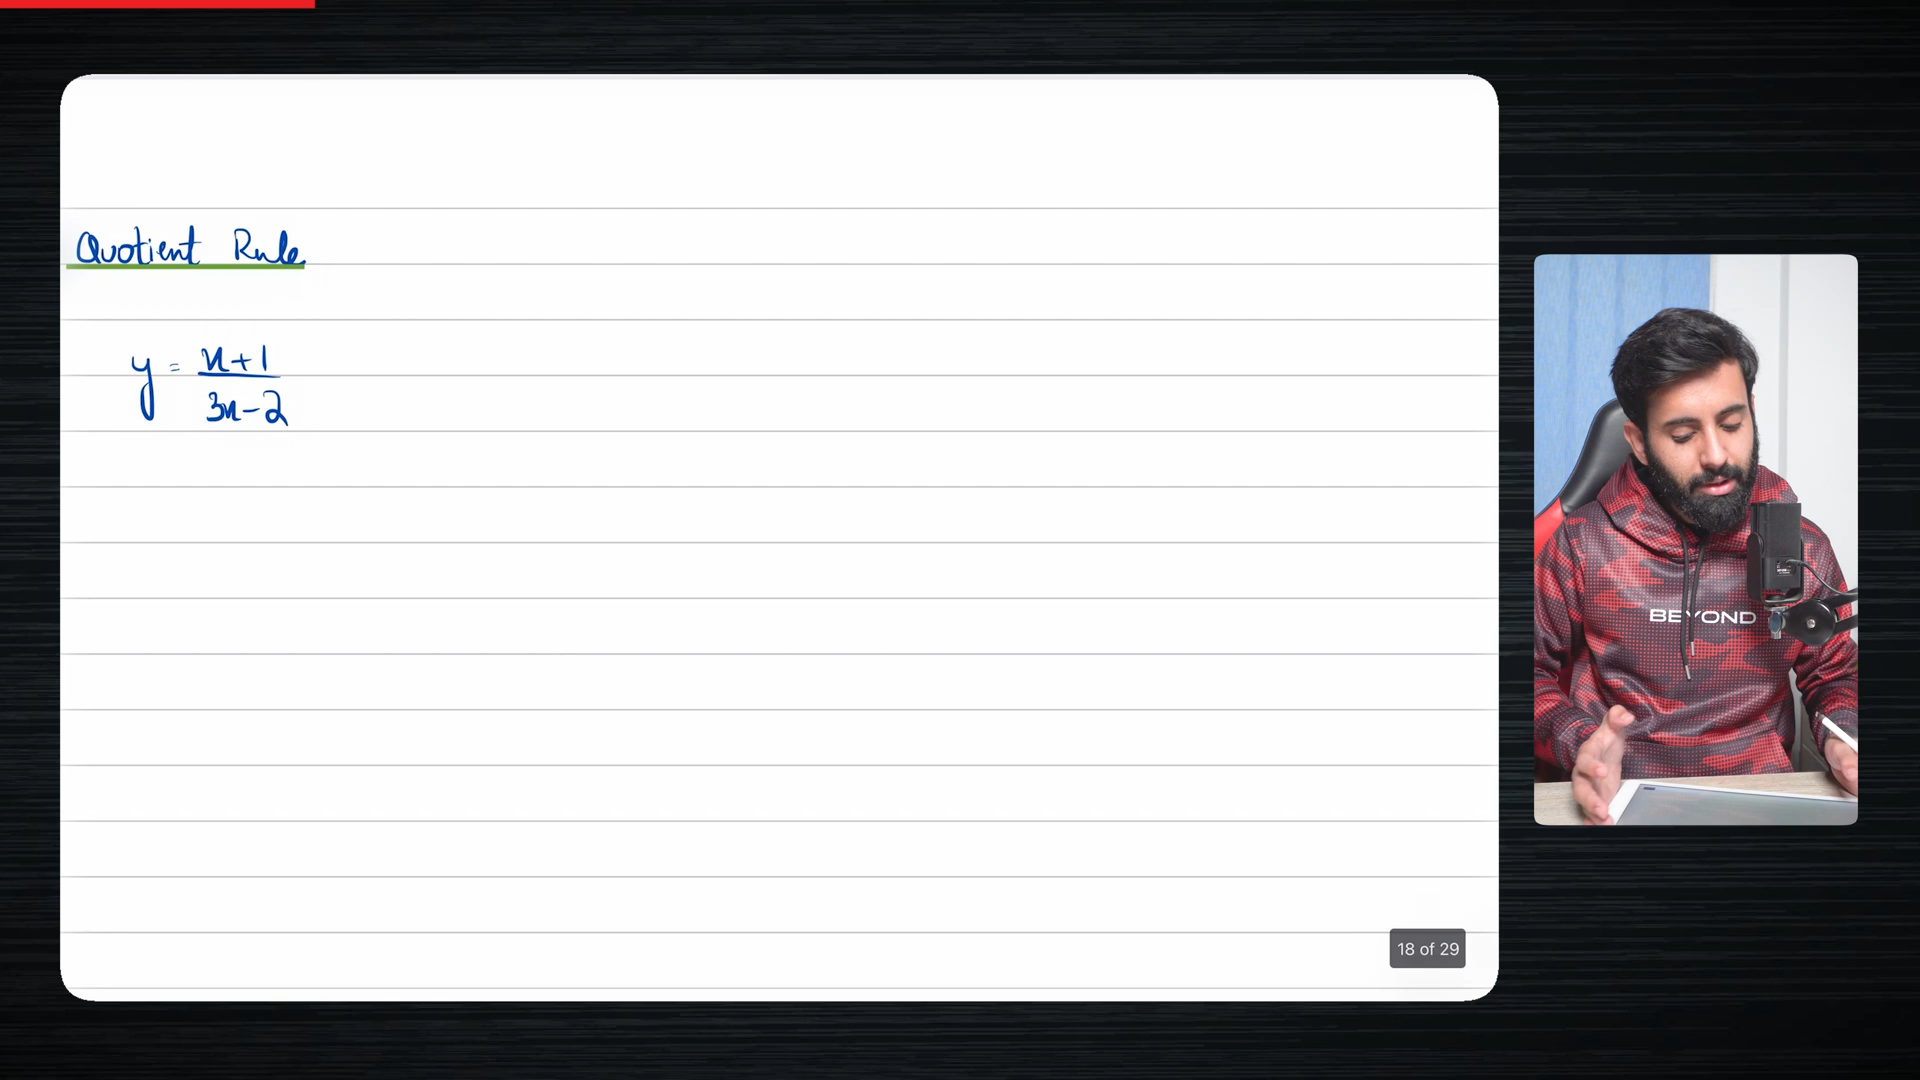 Quotient Rule
y = x+1
3x-2
BEYOND
18 of 29